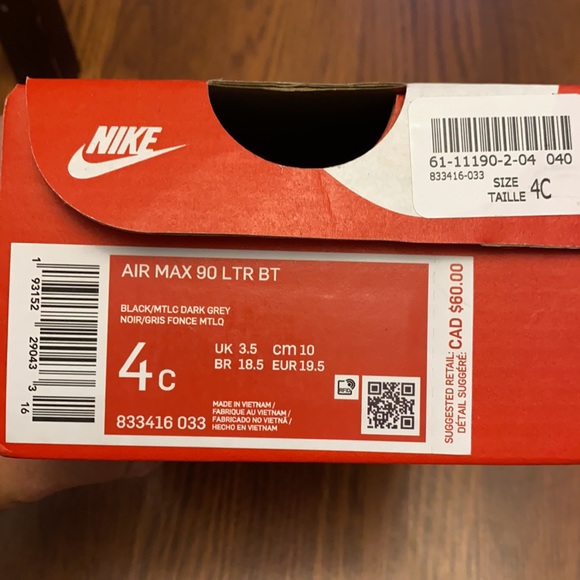 NIKE
61-11190-2-04 040
833416-033
SIZE
TAILLE 4C
AIR MAX 90 LTR BT
BLACK/MTLC DARK GREY
NOIR/GRIS FONCE MTLQ
4C
UK 3.5 cm 10
BR 18.5 EUR 19.5
833416 033
MADE IN VIETNAM /
FABRIQUE AU VIETNAM /
FABRICADO NO VIETNÃ /
HECHO EN VIETNAM
1 93152 29043 3 16
SUGGESTED RETAIL: CAD $60.00
DÉTAIL SUGGÉRÉ: